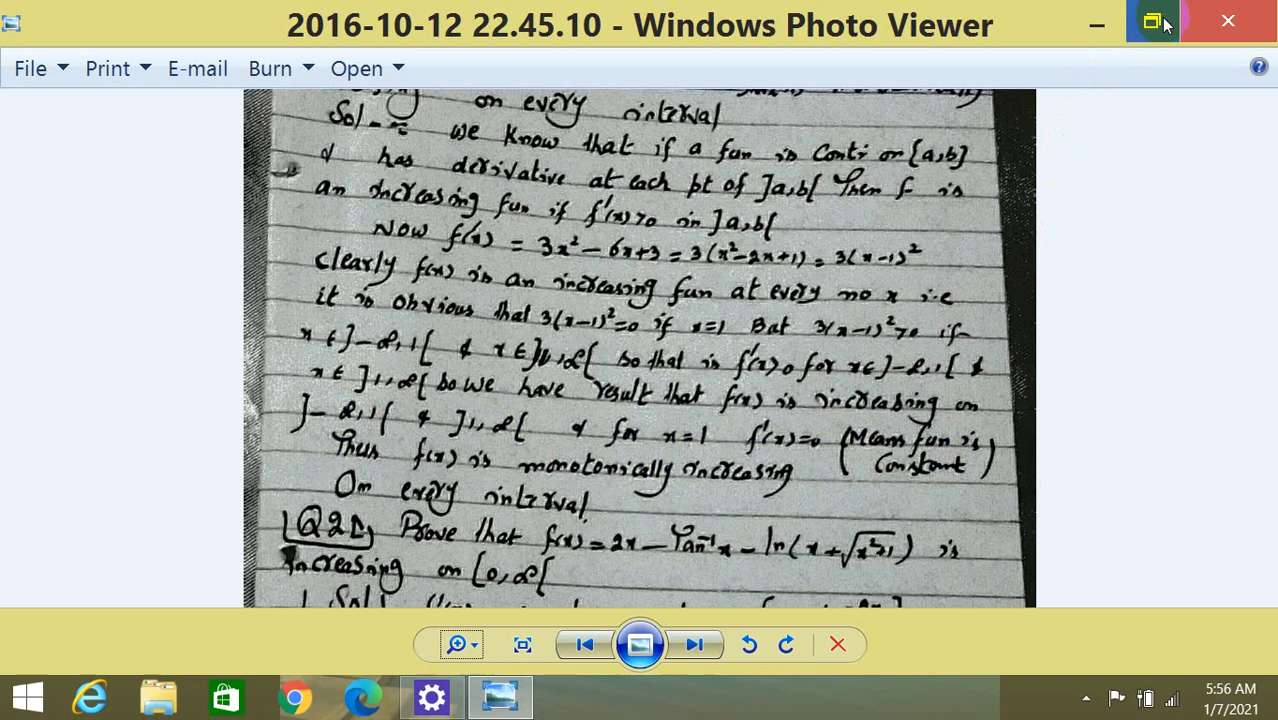 2016-10-12 22.45.10 - Windows Photo Viewer
File Print E-mail Burn Open
on every interval
Sol- We know that if a fun is Conti on [a,b]
& has derivative at each pt of ]a,b[ Then f is
an increasing fun if f'(x)>0 in ]a,b[
Now f'(x) = 3x²-6x+3 = 3(x²-2x+1) = 3(x-1)²
Clearly f(x) is an increasing fun at every no x i.e
it is obvious that 3(x-1)²=0 if x=1 But 3(x-1)²>0 if
x∈]-∞,1[ & x∈]1,∞[ so that is f'(x)>0 for x∈]-∞,1[ &
x∈]1,∞[ so we have result that f(x) is increasing on
]-∞,1[ & ]1,∞[ & for x=1 f'(x)=0 (Means fun is
Constant)
Thus f(x) is monotonically increasing
On every interval
Q2 Prove that f(x)=2x-Tan⁻¹x-ln(x+√x²+1) is
increasing on [0,∞[
Sol
5:56 AM
1/7/2021